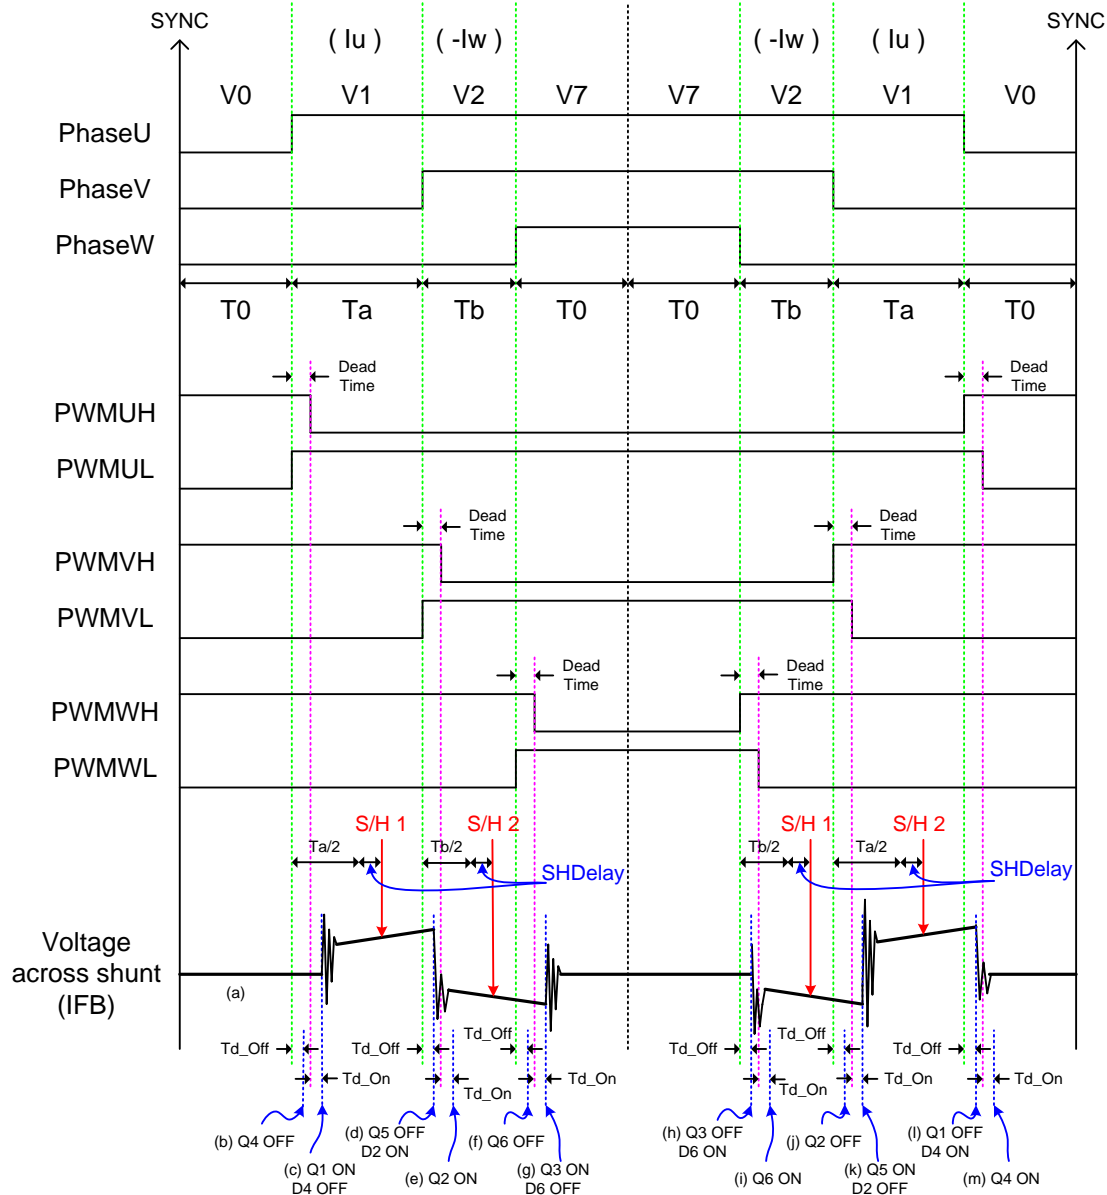 SYNC
SYNC
( Iu )
( -Iw )
( -Iw )
( Iu )
V0
V1
V2
V7
V7
V2
V1
V0
PhaseU
PhaseV
PhaseW
T0
Ta
Tb
T0
T0
Tb
Ta
T0
Dead
Time
Dead
Time
PWMUH
PWMUL
Dead
Time
Dead
Time
PWMVH
PWMVL
Dead
Time
Dead
Time
PWMWH
PWMWL
S/H 1
S/H 2
S/H 1
S/H 2
Ta/2
Tb/2
Tb/2
Ta/2
SHDelay
SHDelay
Voltage
across shunt
(IFB)
(a)
Td_Off
Td_Off
Td_Off
Td_Off
Td_Off
Td_Off
Td_On
Td_On
Td_On
Td_On
Td_On
Td_On
(b) Q4 OFF
(c) Q1 ON
D4 OFF
(d) Q5 OFF
D2 ON
(e) Q2 ON
(f) Q6 OFF
(g) Q3 ON
D6 OFF
(h) Q3 OFF
D6 ON
(i) Q6 ON
(j) Q2 OFF
(k) Q5 ON
D2 OFF
(l) Q1 OFF
D4 ON
(m) Q4 ON